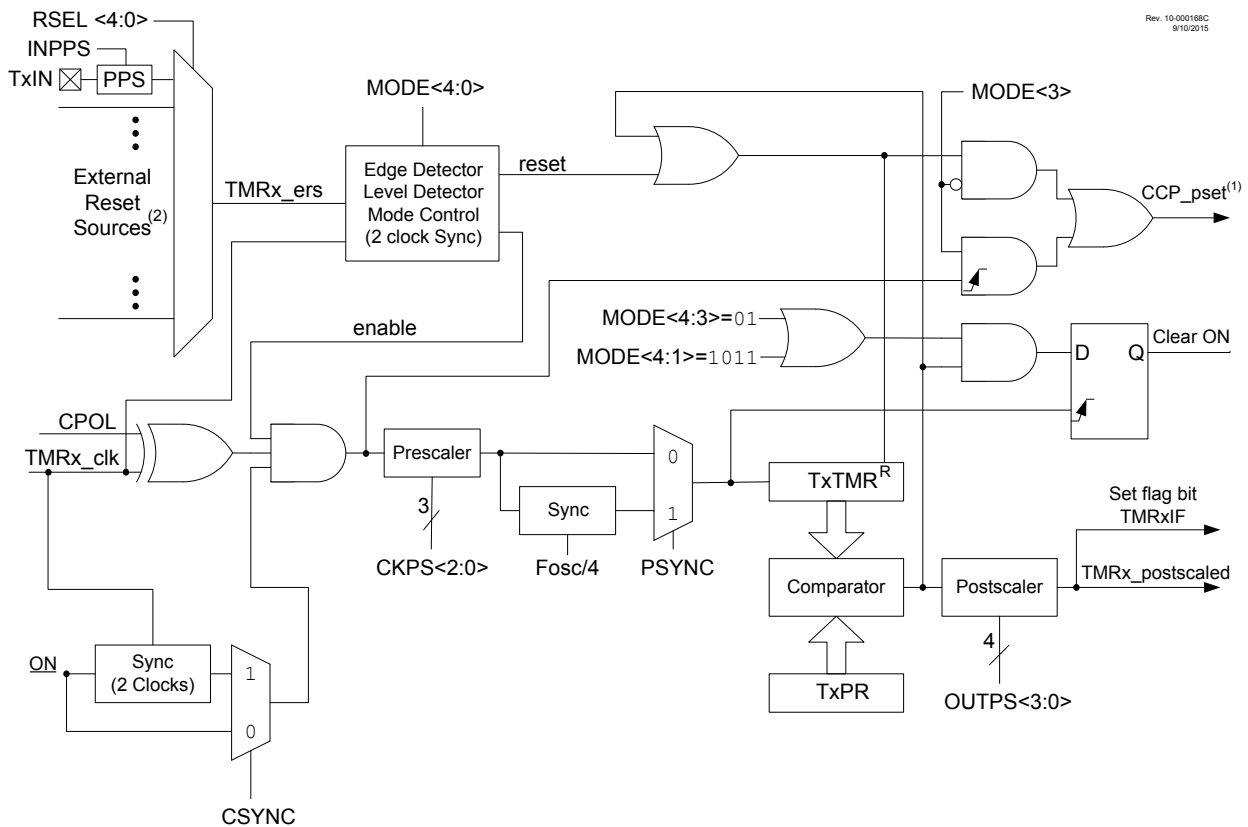 Rev. 10-000168C
9/10/2015
RSEL <4:0>
INPPS
TxIN
PPS
MODE<4:0>
MODE<3>
External
Reset
Sources(2)
TMRx_ers
Edge Detector
Level Detector
Mode Control
(2 clock Sync)
reset
CCP_pset(1)
enable
MODE<4:3>=01
MODE<4:1>=1011
D
Q
Clear ON
CPOL
TMRx_clk
Prescaler
3
CKPS<2:0>
Sync
Fosc/4
0
1
PSYNC
TxTMR
R
Comparator
TxPR
Postscaler
4
OUTPS<3:0>
Set flag bit
TMRxIF
TMRx_postscaled
ON
Sync
(2 Clocks)
1
0
CSYNC